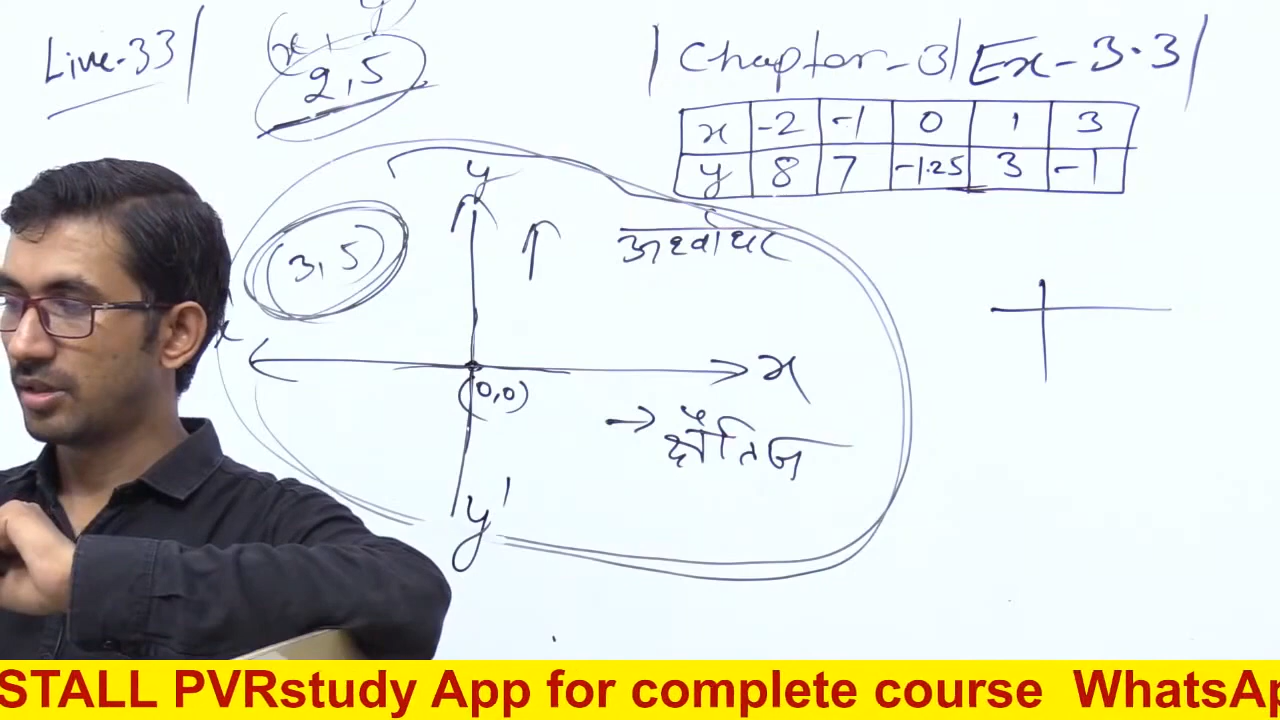 Live-33
(x, y
2,5
Chapter-3 | Ex-3.3 |
x -2 -1 0 1 3
y 8 7 -1.25 3 -1
y
(3,5)
x
x
(0,0)
→ क्षैतिज
y'
STALL PVRstudy App for complete course WhatsAp